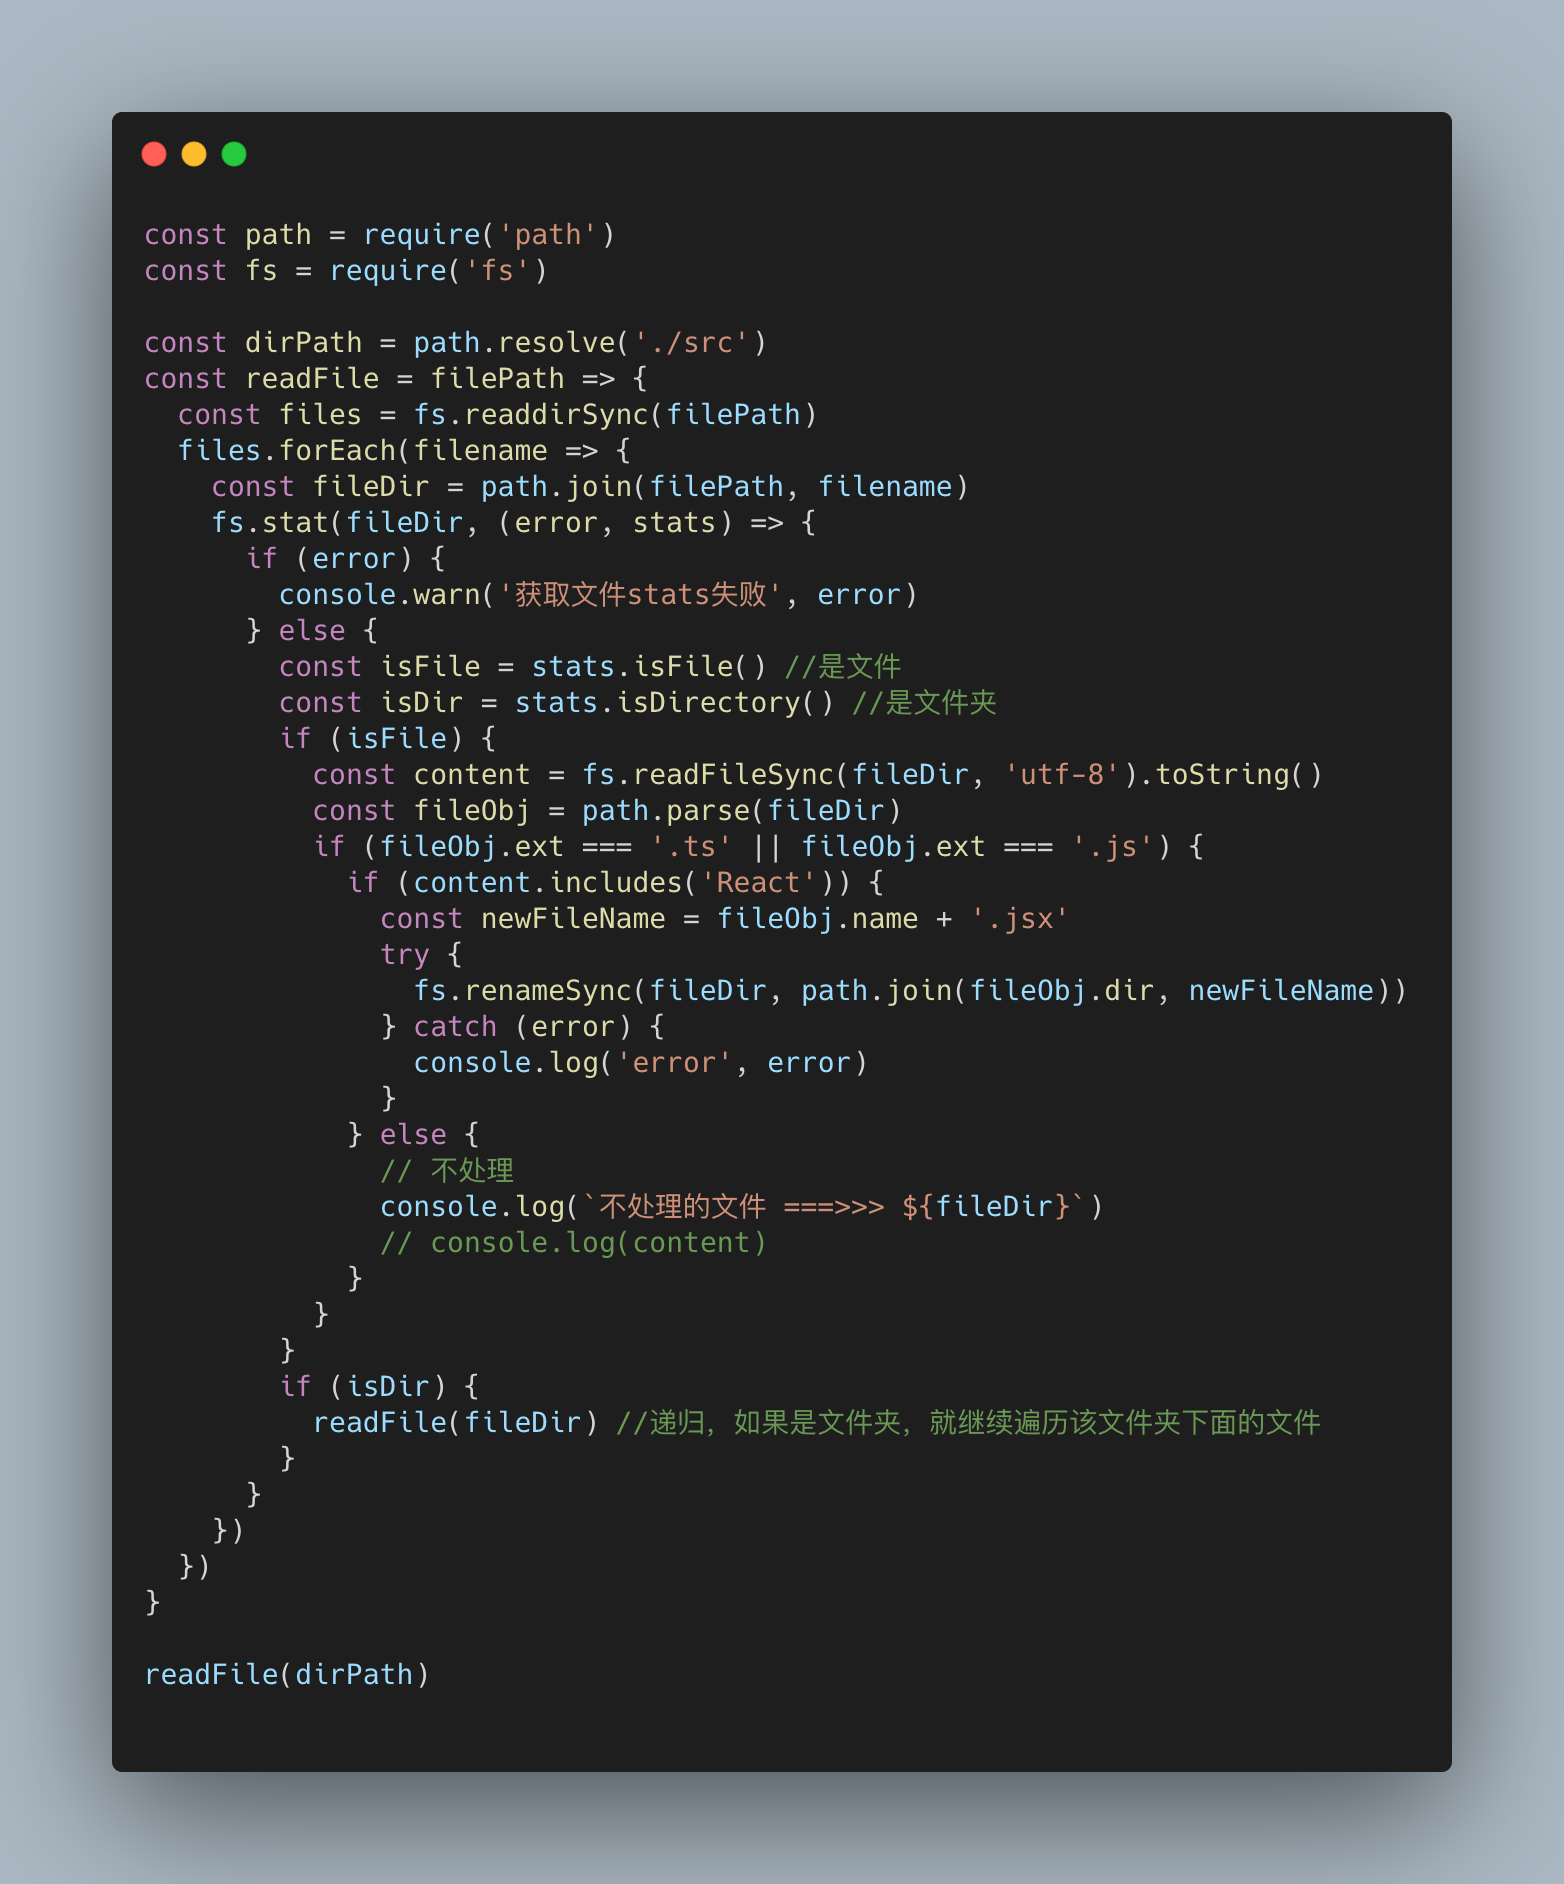 const path = require('path')
const fs = require('fs')

const dirPath = path.resolve('./src')
const readFile = filePath => {
  const files = fs.readdirSync(filePath)
  files.forEach(filename => {
    const fileDir = path.join(filePath, filename)
    fs.stat(fileDir, (error, stats) => {
      if (error) {
        console.warn('获取文件stats失败', error)
      } else {
        const isFile = stats.isFile() //是文件
        const isDir = stats.isDirectory() //是文件夹
        if (isFile) {
          const content = fs.readFileSync(fileDir, 'utf-8').toString()
          const fileObj = path.parse(fileDir)
          if (fileObj.ext === '.ts' || fileObj.ext === '.js') {
            if (content.includes('React')) {
              const newFileName = fileObj.name + '.jsx'
              try {
                fs.renameSync(fileDir, path.join(fileObj.dir, newFileName))
              } catch (error) {
                console.log('error', error)
              }
            } else {
              // 不处理
              console.log(`不处理的文件 ===>>> ${fileDir}`)
              // console.log(content)
            }
          }
        }
        if (isDir) {
          readFile(fileDir) //递归，如果是文件夹，就继续遍历该文件夹下面的文件
        }
      }
    })
  })
}

readFile(dirPath)